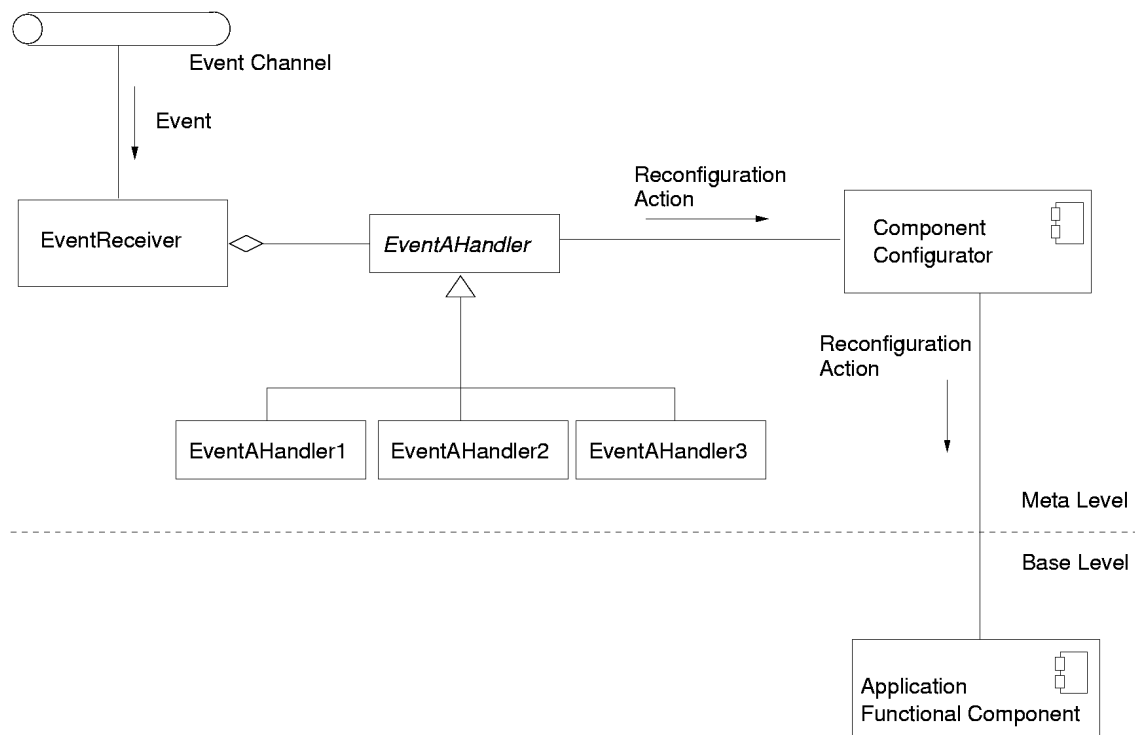 Event Channel
Event
Reconfiguration
Action
EventReceiver
EventAHandler
Component
Configurator
Reconfiguration
Action
EventAHandler1
EventAHandler2
EventAHandler3
Meta Level
Base Level
Application
Functional Component